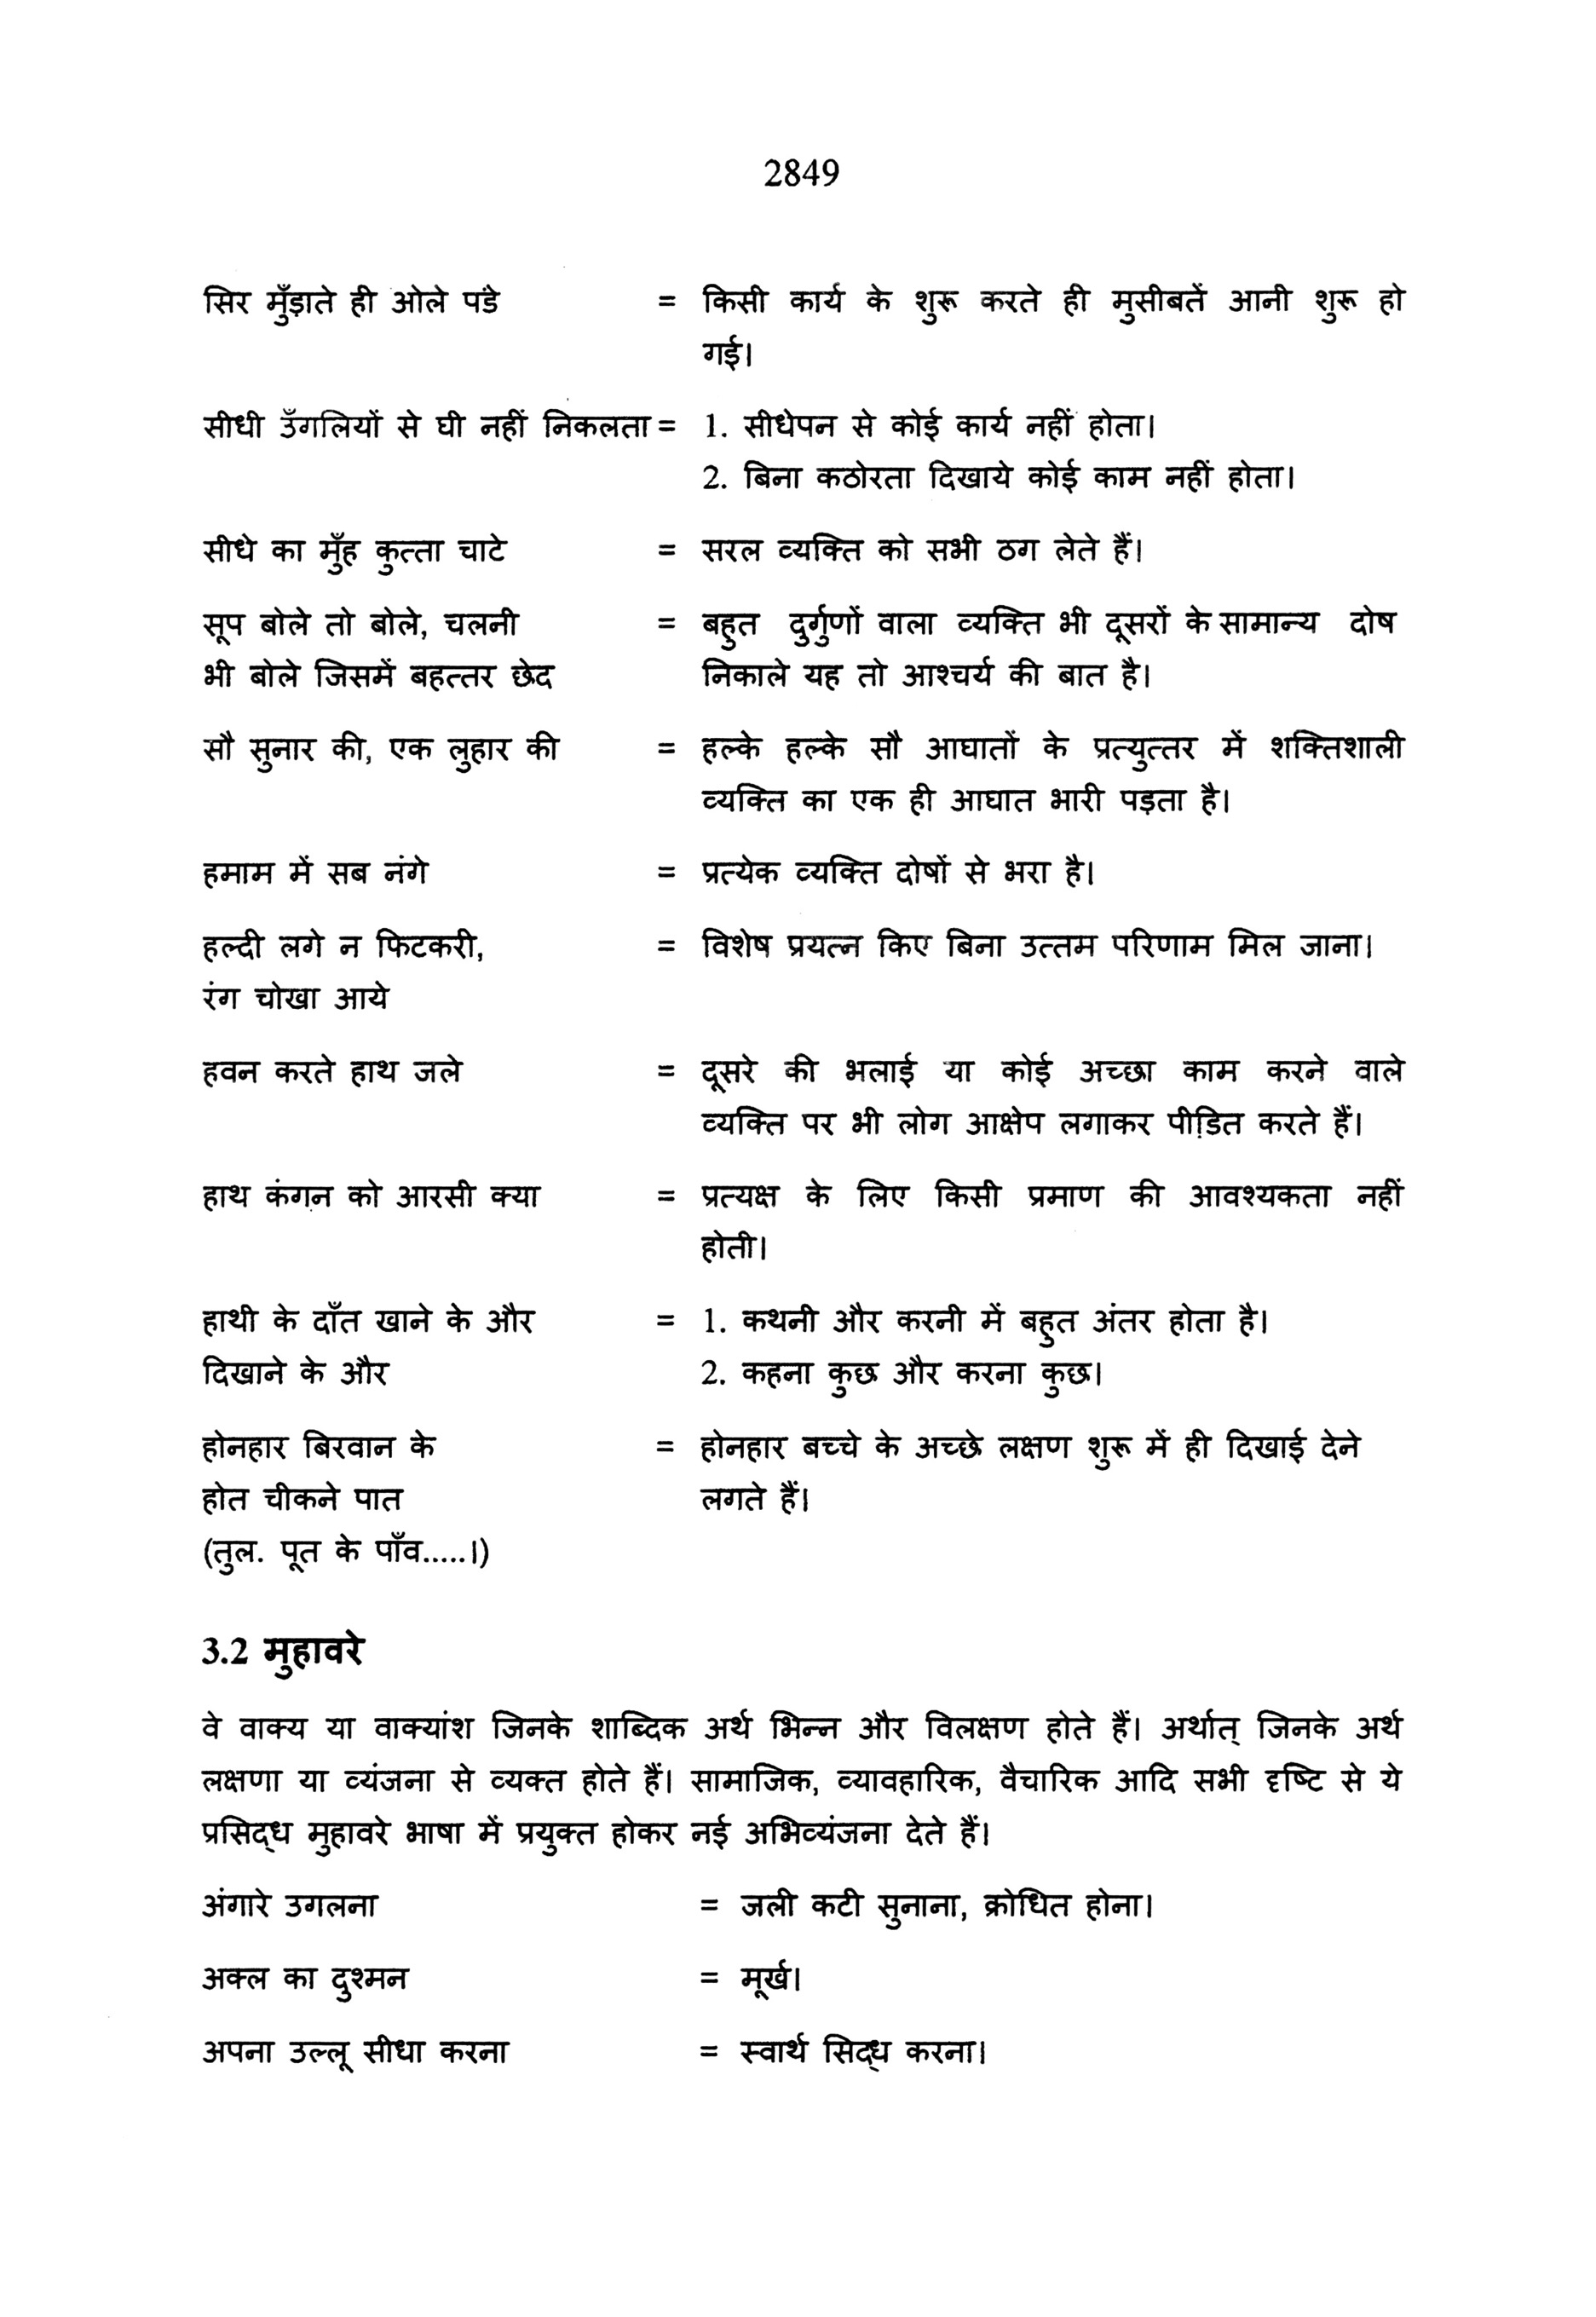 2849
सिर मुँड़ाते ही ओले पडे = किसी कार्य के शुरू करते ही मुसीबतें आनी शुरू हो
गई।
सीधी उँगलियों से घी नहीं निकलता = 1. सीधेपन से कोई कार्य नहीं होता।
2. बिना कठोरता दिखाये कोई काम नहीं होता।
सीधे का मुँह कुत्ता चाटे = सरल व्यक्ति को सभी ठग लेते हैं।
सूप बोले तो बोले, चलनी = बहुत दुर्गुणों वाला व्यक्ति भी दूसरों के सामान्य दोष
भी बोले जिसमें बहत्तर छेद निकाले यह तो आश्चर्य की बात है।
सौ सुनार की, एक लुहार की = हल्के हल्के सौ आघातों के प्रत्युत्तर में शक्तिशाली
व्यक्ति का एक ही आघात भारी पड़ता है।
हमाम में सब नंगे = प्रत्येक व्यक्ति दोषों से भरा है।
हल्दी लगे न फिटकरी, = विशेष प्रयत्न किए बिना उत्तम परिणाम मिल जाना।
रंग चोखा आये
हवन करते हाथ जले = दूसरे की भलाई या कोई अच्छा काम करने वाले
व्यक्ति पर भी लोग आक्षेप लगाकर पीड़ित करते हैं।
हाथ कंगन को आरसी क्या = प्रत्यक्ष के लिए किसी प्रमाण की आवश्यकता नहीं
होती।
हाथी के दाँत खाने के और = 1. कथनी और करनी में बहुत अंतर होता है।
दिखाने के और 2. कहना कुछ और करना कुछ।
होनहार बिरवान के = होनहार बच्चे के अच्छे लक्षण शुरू में ही दिखाई देने
होत चीकने पात लगते हैं।
(तुल. पूत के पाँव.....।)
3.2 मुहावरे
वे वाक्य या वाक्यांश जिनके शाब्दिक अर्थ भिन्न और विलक्षण होते हैं। अर्थात् जिनके अर्थ
लक्षणा या व्यंजना से व्यक्त होते हैं। सामाजिक, व्यावहारिक, वैचारिक आदि सभी दृष्टि से ये
प्रसिद्ध मुहावरे भाषा में प्रयुक्त होकर नई अभिव्यंजना देते हैं।
अंगारे उगलना = जली कटी सुनाना, क्रोधित होना।
अक्ल का दुश्मन = मूर्ख।
अपना उल्लू सीधा करना = स्वार्थ सिद्ध करना।